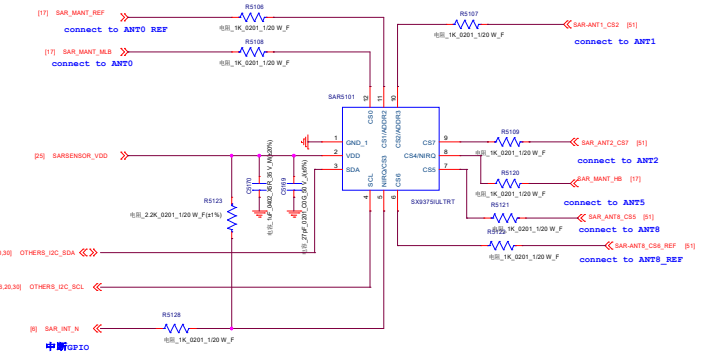 [17] SAR_MANT_REF
connect to ANT0 REF
R5106
电阻_1K_0201_1/20 W_F
[17] SAR_MANT_MLB
connect to ANT0
R5108
电阻_1K_0201_1/20 W_F
R5107
电阻_1K_0201_1/20 W_F
SAR-ANT1_CS2 [51]
connect to ANT1
SAR5101
12
11
10
CS0
CS1/ADDR2
CS2/ADDR3
1 GND_1
2 VDD
3 SDA
CS7 9
CS4/NIRQ 8
CS5 7
SCL
NIRQ/CS3
CS6
4
5
6
SX9375IULTRT
R5109
电阻_1K_0201_1/20 W_F
SAR_ANT2_CS7 [51]
connect to ANT2
R5120
电阻_1K_0201_1/20 W_F
SAR_MANT_HB [17]
connect to ANT5
R5121
电阻_1K_0201_1/20 W_F
SAR_ANT8_CS5 [51]
connect to ANT8
电阻_1K_0201_1/20 W_F
SAR-ANT8_CS6_REF [51]
connect to ANT8_REF
[25] SARSENSOR_VDD
R5123
电阻_2.2K_0201_1/20 W_F(±1%)
C5170
C5169
OTHERS_I2C_SDA
OTHERS_I2C_SCL
[6] SAR_INT_N
R5128
电阻_1K_0201_1/20 W_F
中断GPIO